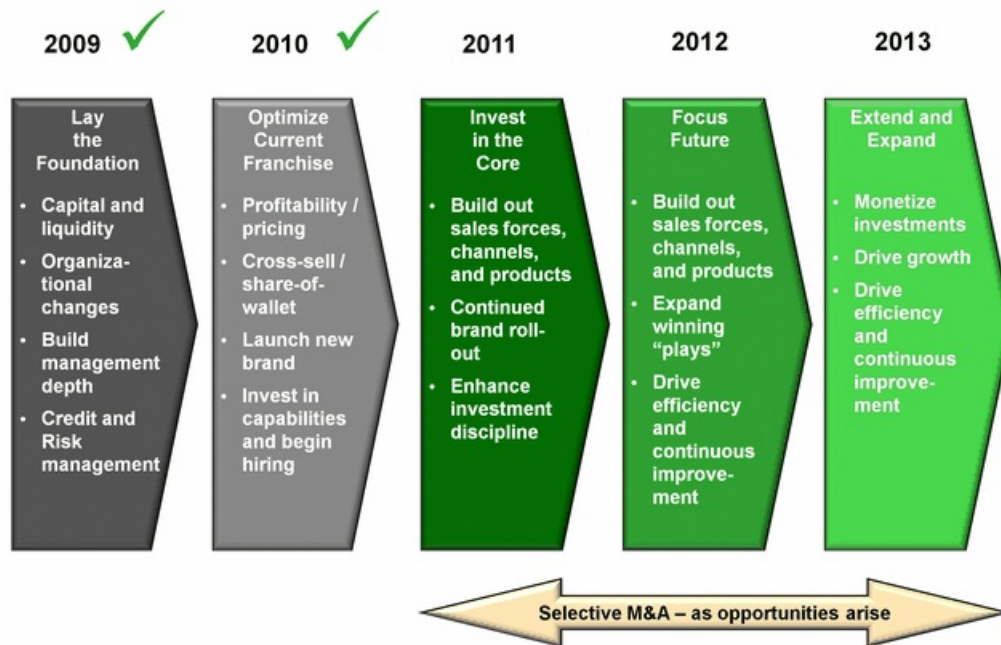 2009
2010
2011
2012
2013
Lay
the
Foundation
• Capital and
liquidity
• Organiza-
tional
changes
• Build
management
depth
• Credit and
Risk
management
Optimize
Current
Franchise
• Profitability /
pricing
• Cross-sell /
share-of-
wallet
• Launch new
brand
• Invest in
capabilities
and begin
hiring
Invest
in the
Core
• Build out
sales forces,
channels,
and products
• Continued
brand roll-
out
• Enhance
investment
discipline
Focus
Future
• Build out
sales forces,
channels,
and products
• Expand
winning
“plays”
• Drive
efficiency
and
continuous
improve-
ment
Extend and
Expand
• Monetize
investments
• Drive growth
• Drive
efficiency
and
continuous
improve-
ment
Selective M&A – as opportunities arise